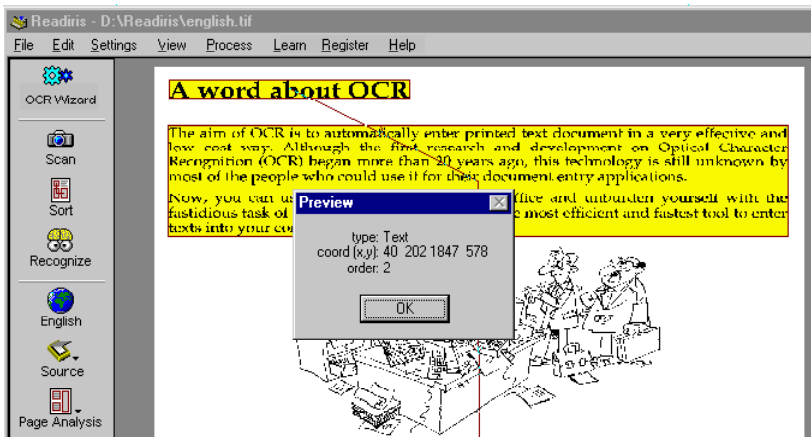 Readiris - D:\Readiris\english.tif
File Edit Settings View Process Learn Register Help
OCR Wizard
Scan
Sort
Recognize
English
Source
Page Analysis
A word about OCR
The aim of OCR is to automatically enter printed text document in a very effective and
low cost way. Although the first research and development on Optical Character
Recognition (OCR) began more than 20 years ago, this technology is still unknown by
most of the people who could use it for their document entry applications.
Now, you can us ffice and unburden yourself with the
fastidious task of e most efficient and fastest tool to enter
texts into your co
Preview
type: Text
coord (x,y): 40 202 1847 578
order: 2
OK